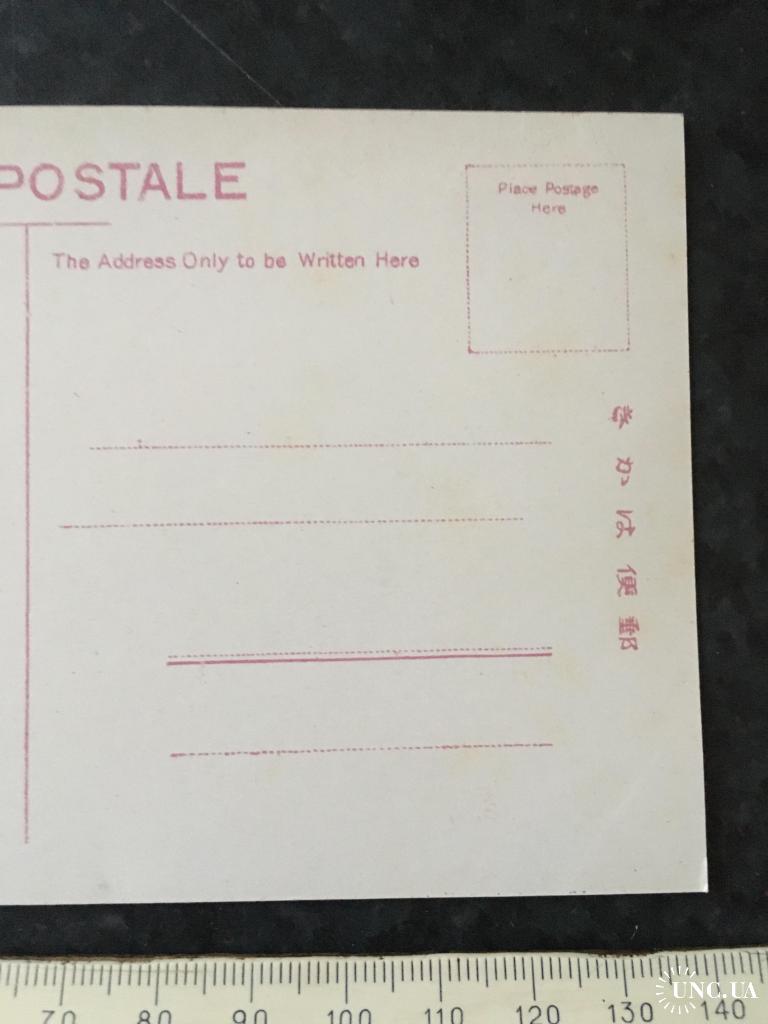 POSTALE
Place Postage
Here
The Address Only to be Written Here
きかは便郵
70 80 90 100 110 120 130 140
UNC.UA